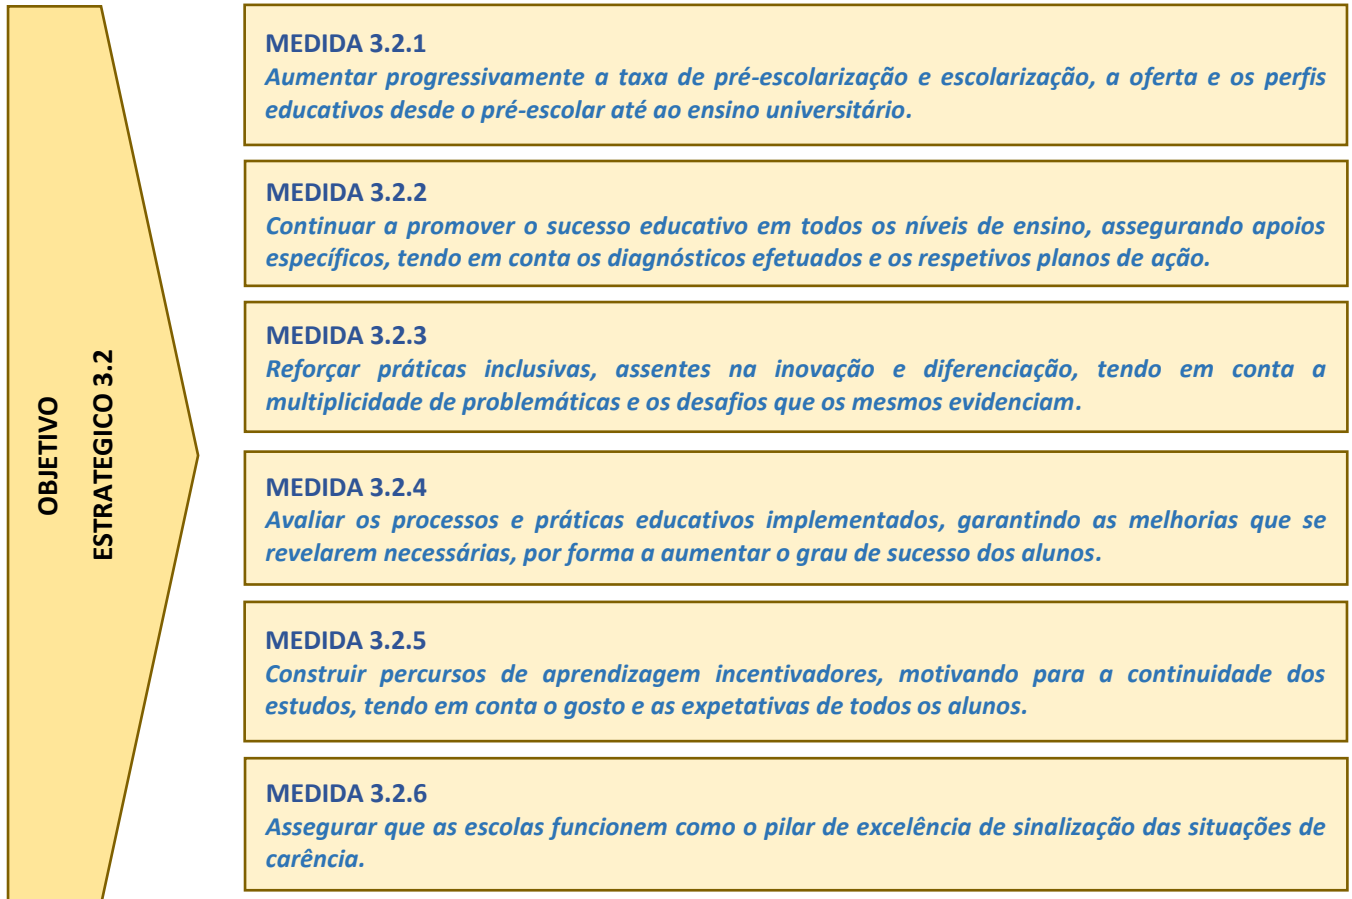 OBJETIVO
ESTRATEGICO 3.2
MEDIDA 3.2.1
Aumentar progressivamente a taxa de pré-escolarização e escolarização, a oferta e os perfis
educativos desde o pré-escolar até ao ensino universitário.
MEDIDA 3.2.2
Continuar a promover o sucesso educativo em todos os níveis de ensino, assegurando apoios
específicos, tendo em conta os diagnósticos efetuados e os respetivos planos de ação.
MEDIDA 3.2.3
Reforçar práticas inclusivas, assentes na inovação e diferenciação, tendo em conta a
multiplicidade de problemáticas e os desafios que os mesmos evidenciam.
MEDIDA 3.2.4
Avaliar os processos e práticas educativos implementados, garantindo as melhorias que se
revelarem necessárias, por forma a aumentar o grau de sucesso dos alunos.
MEDIDA 3.2.5
Construir percursos de aprendizagem incentivadores, motivando para a continuidade dos
estudos, tendo em conta o gosto e as expetativas de todos os alunos.
MEDIDA 3.2.6
Assegurar que as escolas funcionem como o pilar de excelência de sinalização das situações de
carência.